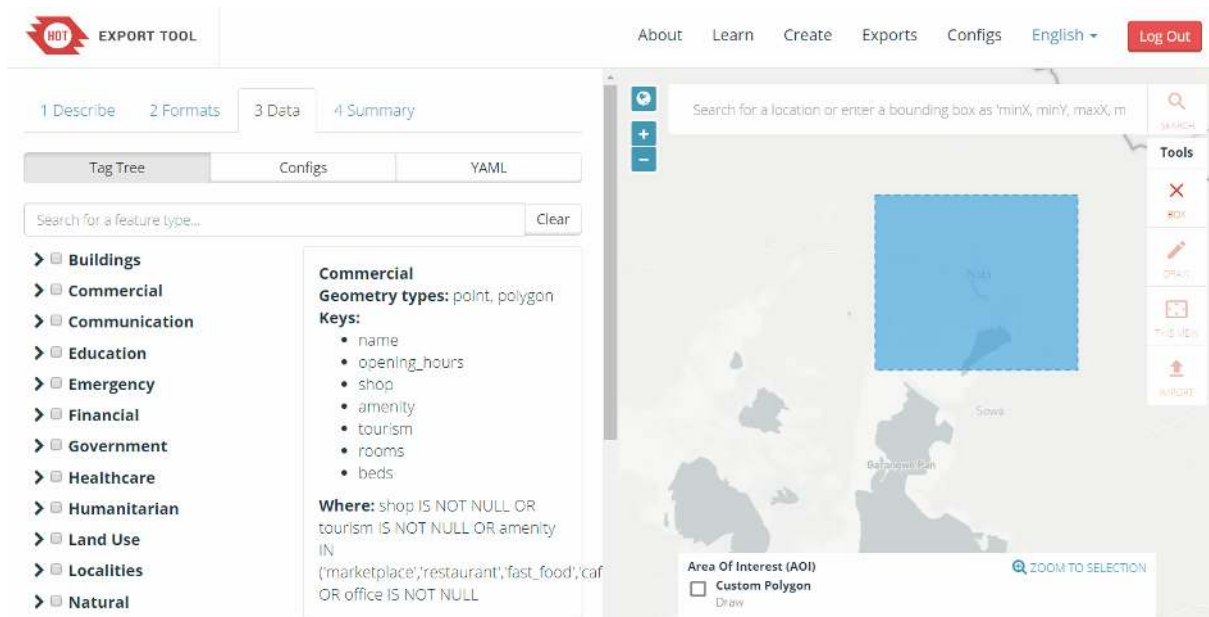 HOT EXPORT TOOL
About Learn Create Exports Configs English Log Out
1 Describe 2 Formats 3 Data 4 Summary
Tag Tree Configs YAML
Search for a feature type... Clear
Buildings
Commercial
Communication
Education
Emergency
Financial
Government
Healthcare
Humanitarian
Land Use
Localities
Natural
Commercial
Geometry types: point, polygon
Keys:
• name
• opening_hours
• shop
• amenity
• tourism
• rooms
• beds
Where: shop IS NOT NULL OR
tourism IS NOT NULL OR amenity
IN
('marketplace','restaurant','fast_food','caf
OR office IS NOT NULL
Search for a location or enter a bounding box as 'minX, minY, maxX, m
SEARCH
Tools
BOX
DRAW
THIS VIEW
IMPORT
Sowa
Area Of Interest (AOI)
ZOOM TO SELECTION
Custom Polygon
Draw